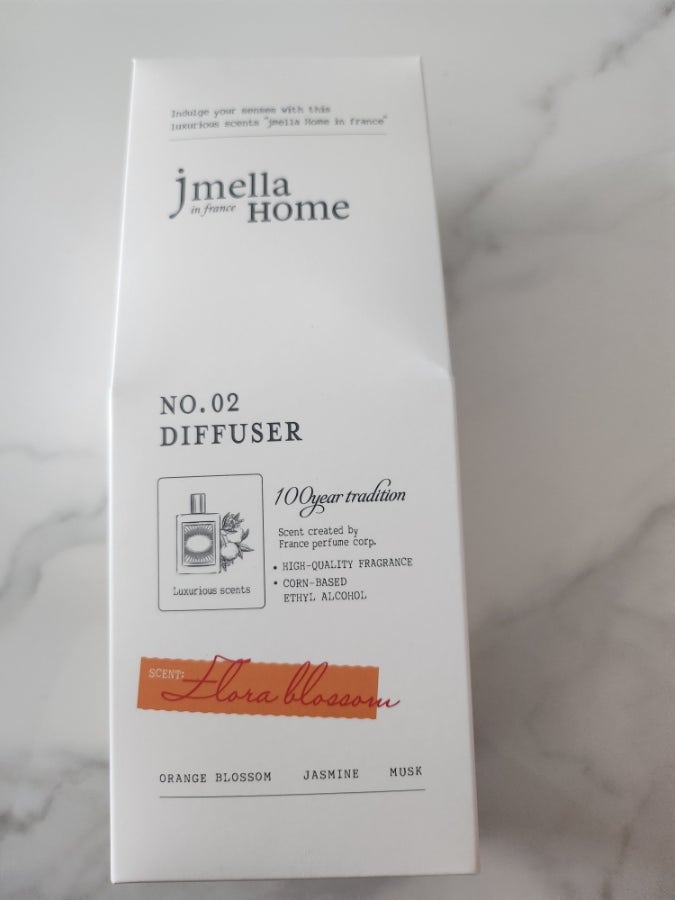 Indulge your senses with this
luxurious scents "jmella Home in france"
jmella
in france Home
NO.02
DIFFUSER
100year tradition
Scent created by
France perfume corp.
• HIGH-QUALITY FRAGRANCE
• CORN-BASED
ETHYL ALCOHOL
Luxurious scents
SCENT: Flora blossom
ORANGE BLOSSOM JASMINE MUSK